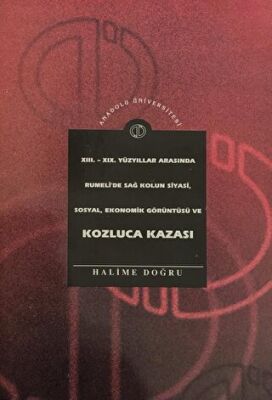 ANADOLU ÜNİVERSİTESİ
XIII. – XIX. YÜZYILLAR ARASINDA
RUMELİ'DE SAĞ KOLUN SİYASİ,
SOSYAL, EKONOMİK GÖRÜNTÜSÜ VE
KOZLUCA KAZASI
HALİME DOĞRU